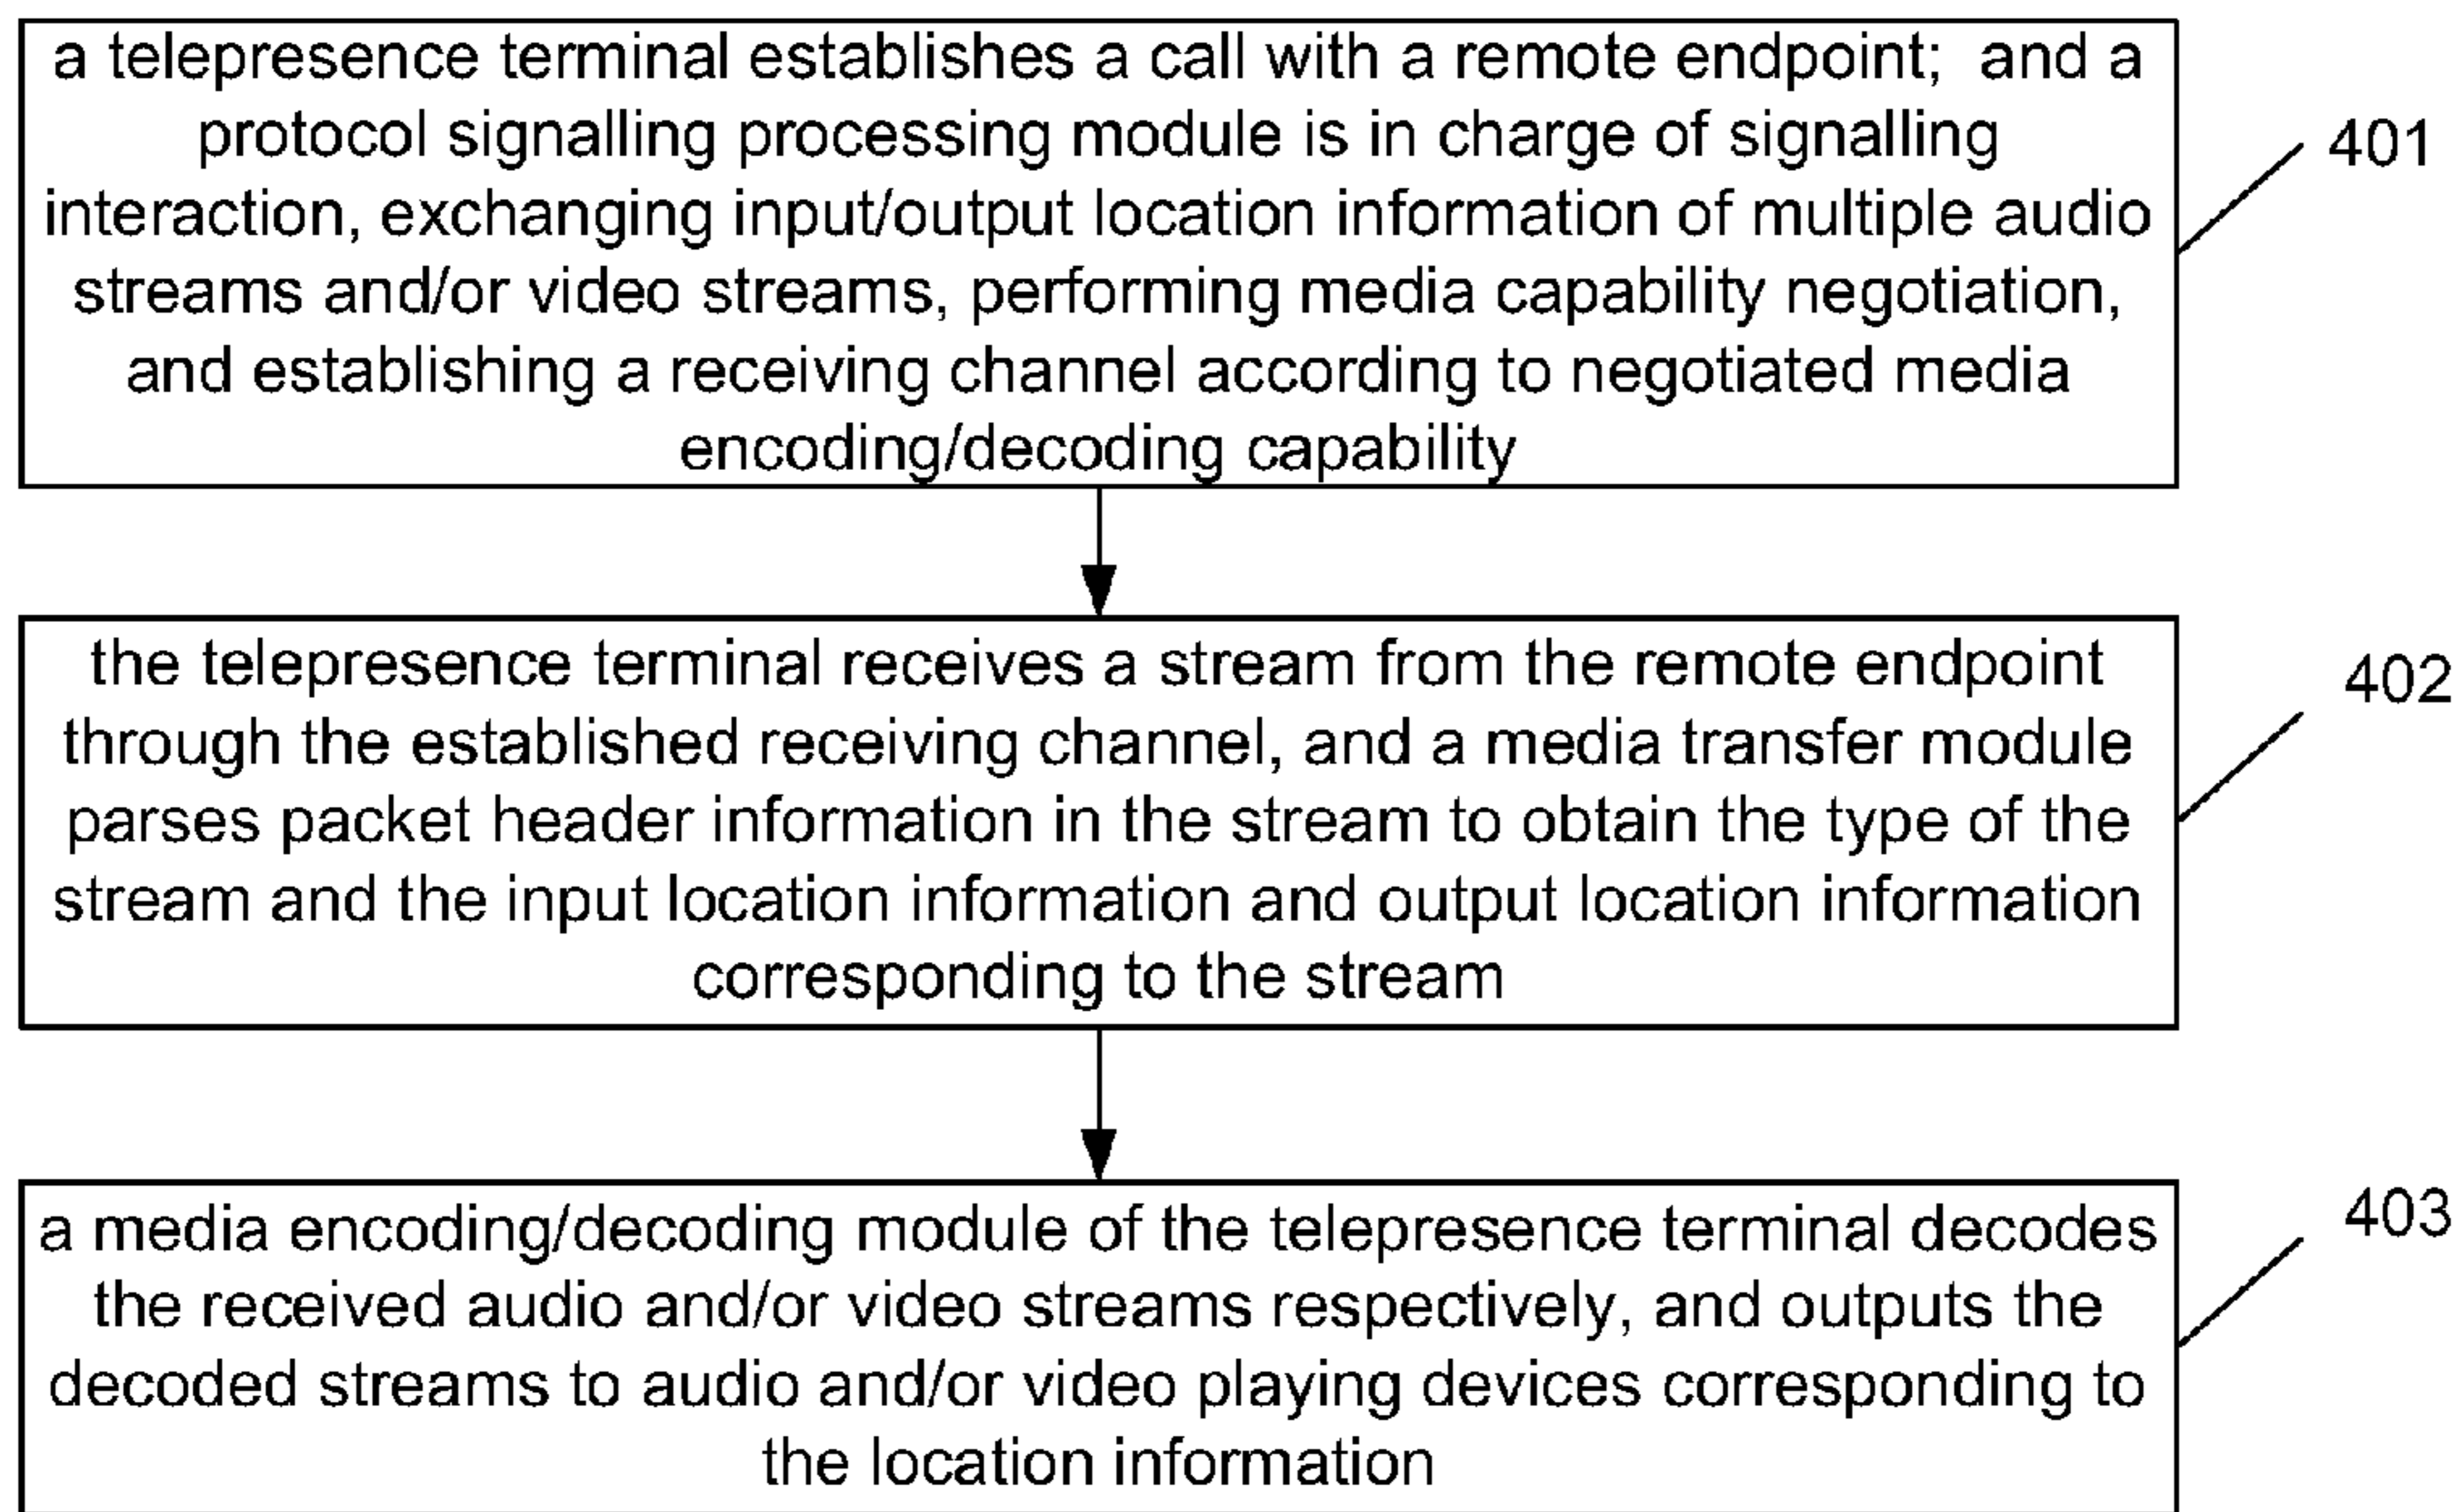 a telepresence terminal establishes a call with a remote endpoint; and a
protocol signalling processing module is in charge of signalling
interaction, exchanging input/output location information of multiple audio
streams and/or video streams, performing media capability negotiation,
and establishing a receiving channel according to negotiated media
encoding/decoding capability
401
the telepresence terminal receives a stream from the remote endpoint
through the established receiving channel, and a media transfer module
parses packet header information in the stream to obtain the type of the
stream and the input location information and output location information
corresponding to the stream
402
a media encoding/decoding module of the telepresence terminal decodes
the received audio and/or video streams respectively, and outputs the
decoded streams to audio and/or video playing devices corresponding to
the location information
403